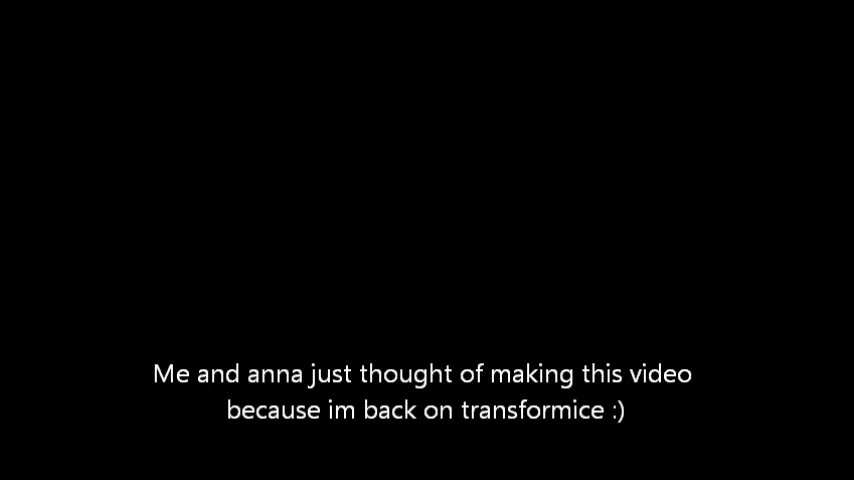 Me and anna just thought of making this video
because im back on transformice :)